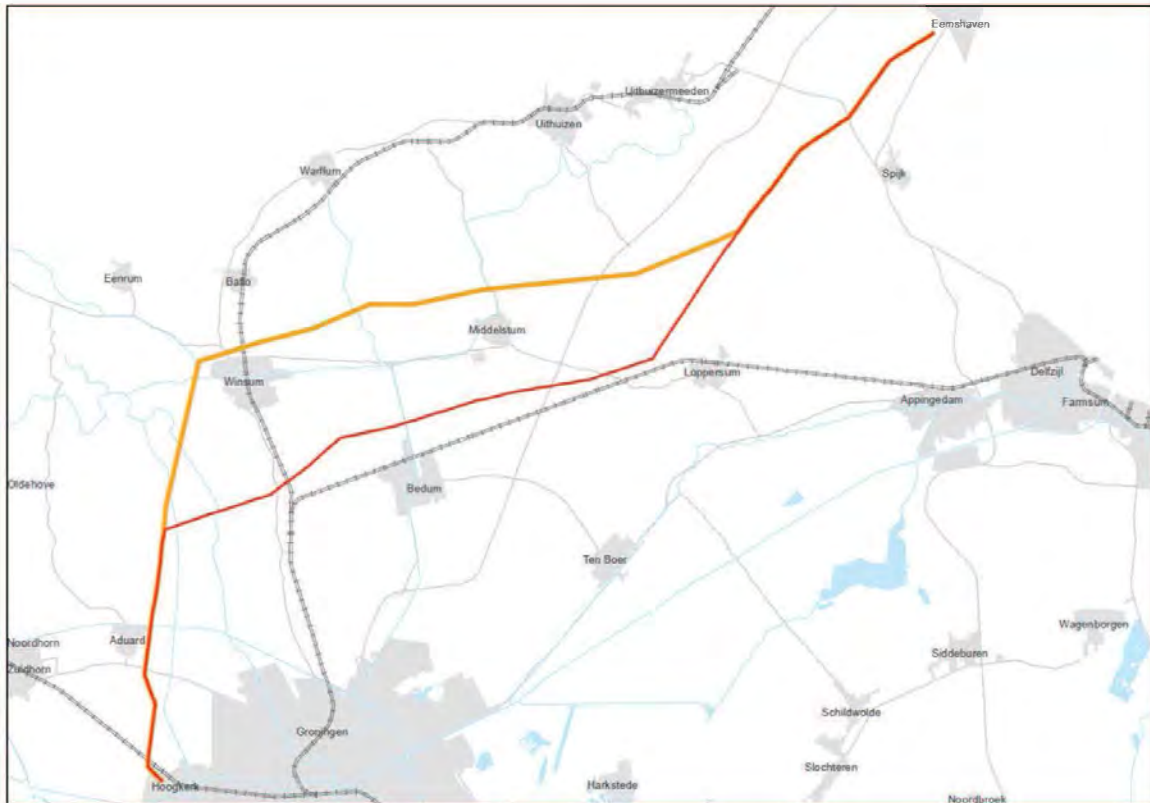 Eemshaven
Uithuizermeeden
Uithuizen
Warffum
Spijk
Eenrum
Baflo
Middelstum
Winsum
Loppersum
Delfzijl
Appingedam
Farmsum
Oldehove
Bedum
Ten Boer
Noordhorn
Aduard
Wagenborgen
Zuidhorn
Siddeburen
Schildwolde
Groningen
Slochteren
Hoogkerk
Harkstede
Noordbroek